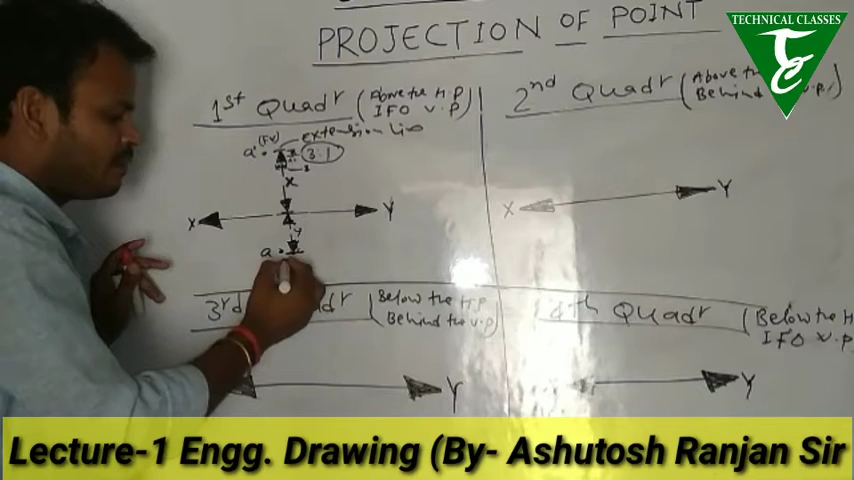 PROJECTION OF POINT
TECHNICAL CLASSES
1st Quadr (Above the H.P
IFO V.P)
2nd Quadr (Above the
Behind
V.P.)
a' (FV) extension line
3:1
X
X Y
Y
a
X Y
3rd
(Below the H.P
Behind the V.P)
4th Quadr (Below the H
IFO V.P
Y
Y
Lecture-1 Engg. Drawing (By- Ashutosh Ranjan Sir